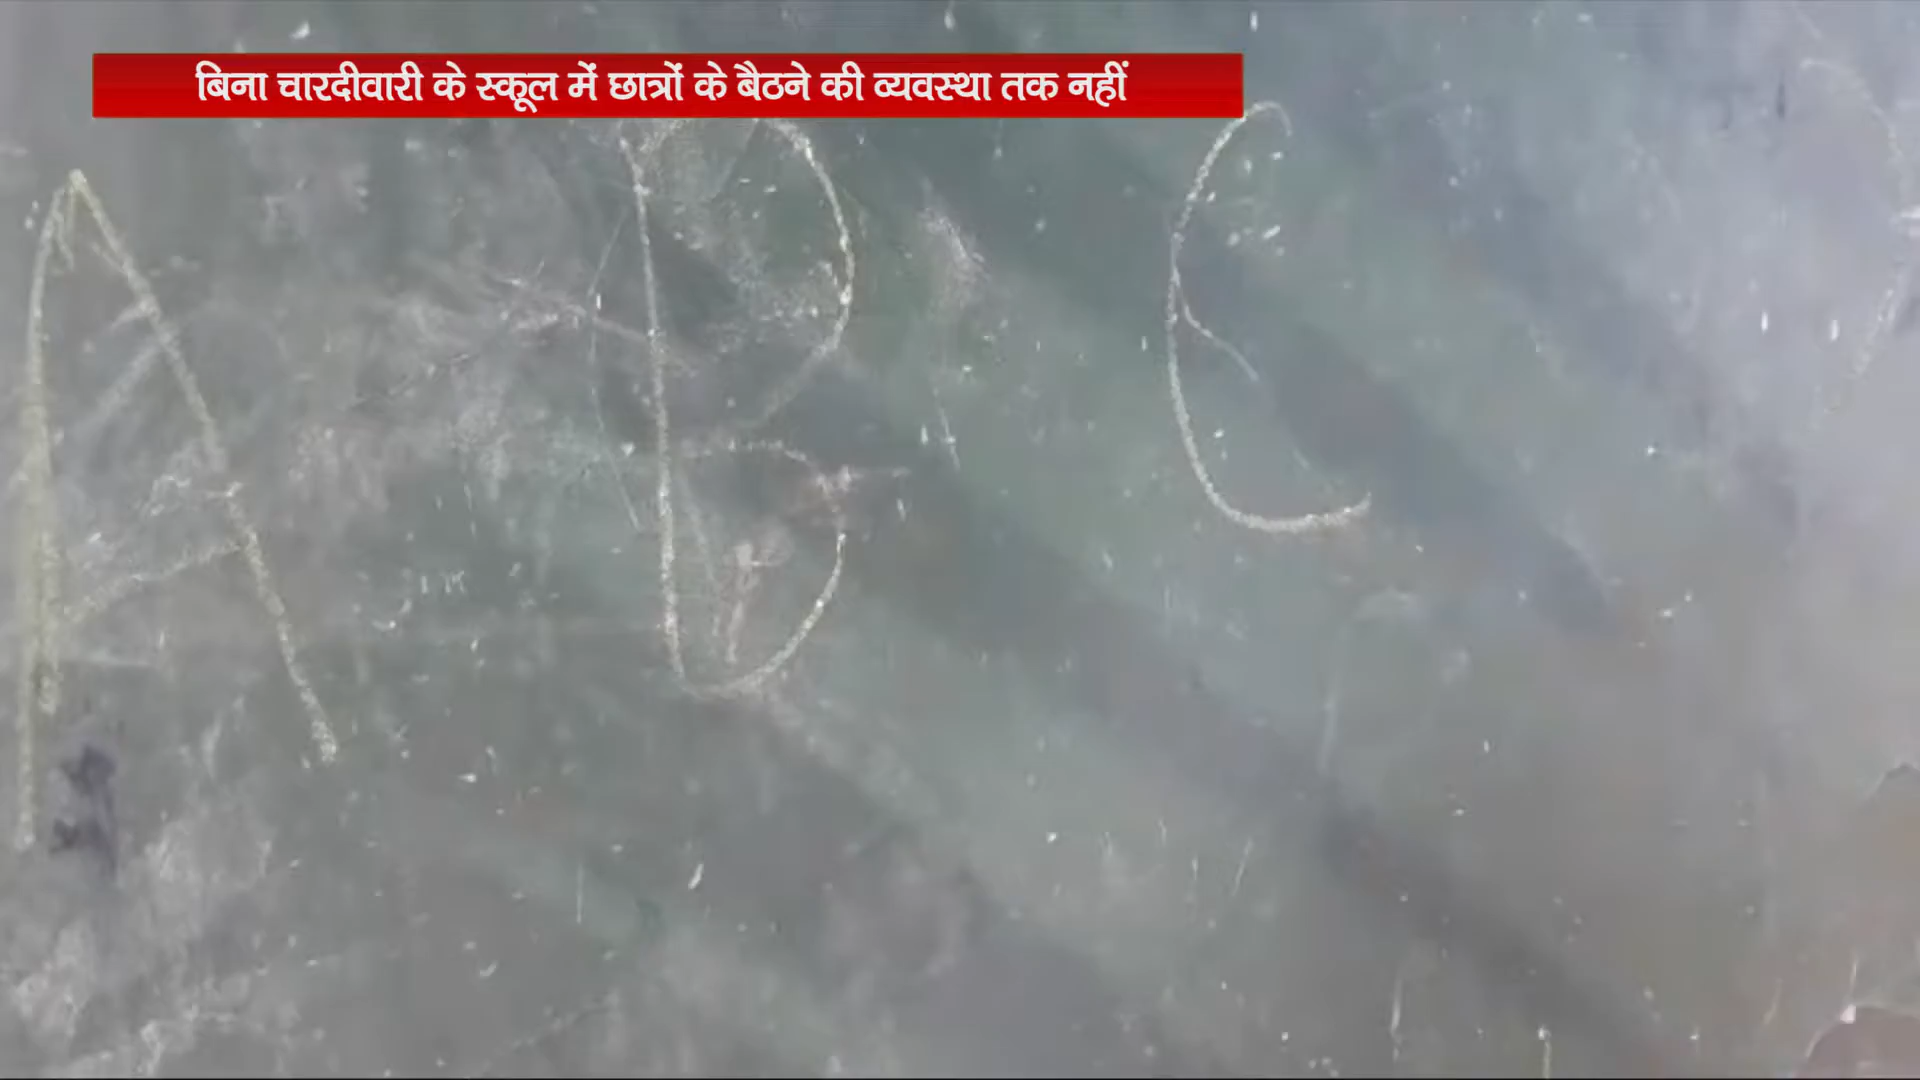 बिना चारदीवारी के स्कूल में छात्रों के बैठने की व्यवस्था तक नहीं
A B C